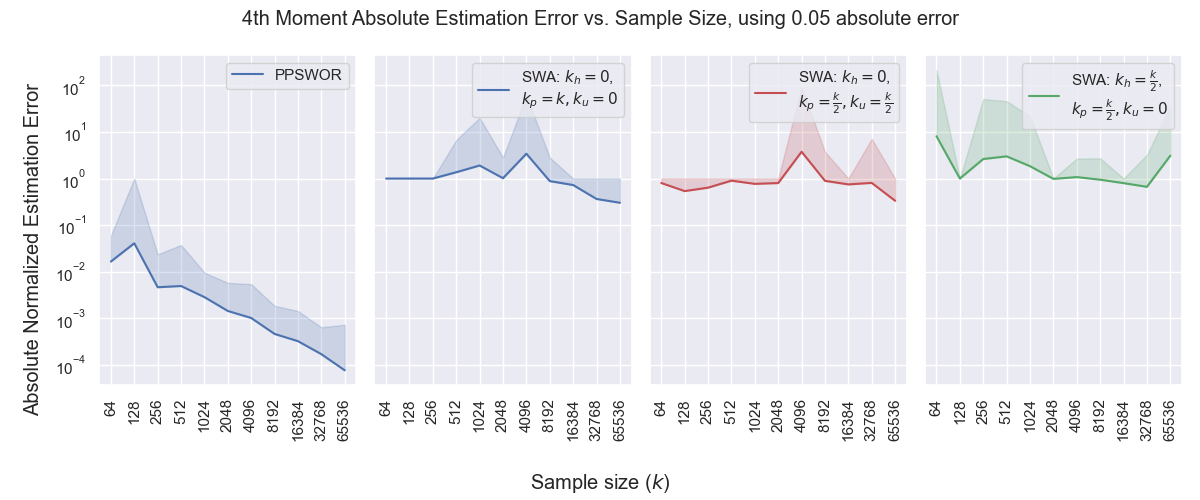 4th Moment Absolute Estimation Error vs. Sample Size, using 0.05 absolute error
Absolute Normalized Estimation Error
10^2
10^1
10^0
10^−1
10^−2
10^−3
10^−4
PPSWOR
64 128 256 512 1024 2048 4096 8192 16384 32768 65536
SWA: k_h = 0,
k_p = k, k_u = 0
64 128 256 512 1024 2048 4096 8192 16384 32768 65536
SWA: k_h = 0,
k_p = k/2, k_u = k/2
64 128 256 512 1024 2048 4096 8192 16384 32768 65536
SWA: k_h = k/2,
k_p = k/2, k_u = 0
64 128 256 512 1024 2048 4096 8192 16384 32768 65536
Sample size (k)